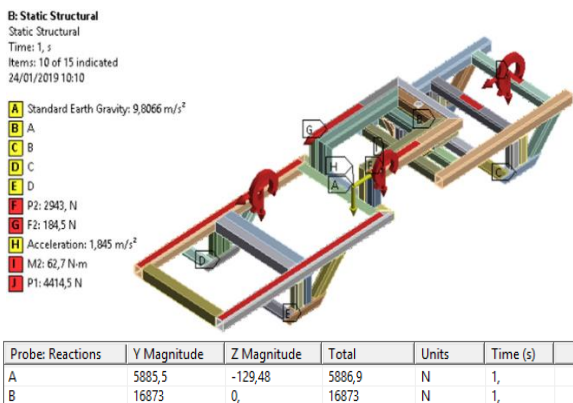 B: Static Structural
Static Structural
Time: 1, s
Items: 10 of 15 indicated
24/01/2019 10:10
A Standard Earth Gravity: 9,8066 m/s²
B A
C B
D C
E D
F P2: 2943, N
G F2: 184,5 N
H Acceleration: 1,845 m/s²
I M2: 62,7 N·m
J P1: 4414,5 N
G
B
H
A
C
D
E
Probe: Reactions Y Magnitude Z Magnitude Total Units Time (s)
A 5885,5 -129,48 5886,9 N 1,
B 16873 0, 16873 N 1,